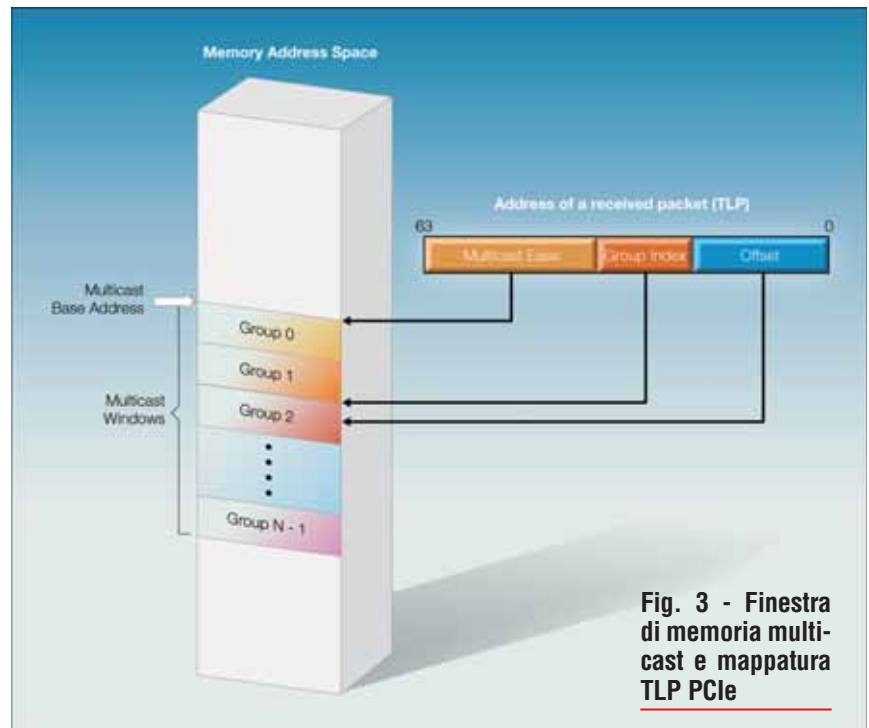 Memory Address Space
Address of a received packet (TLP)
63
0
Multicast Base
Group Index
Offset
Multicast
Base Address
Group 0
Group 1
Multicast
Windows
Group 2
Group N - 1
Fig. 3 - Finestra
di memoria multi-
cast e mappatura
TLP PCIe